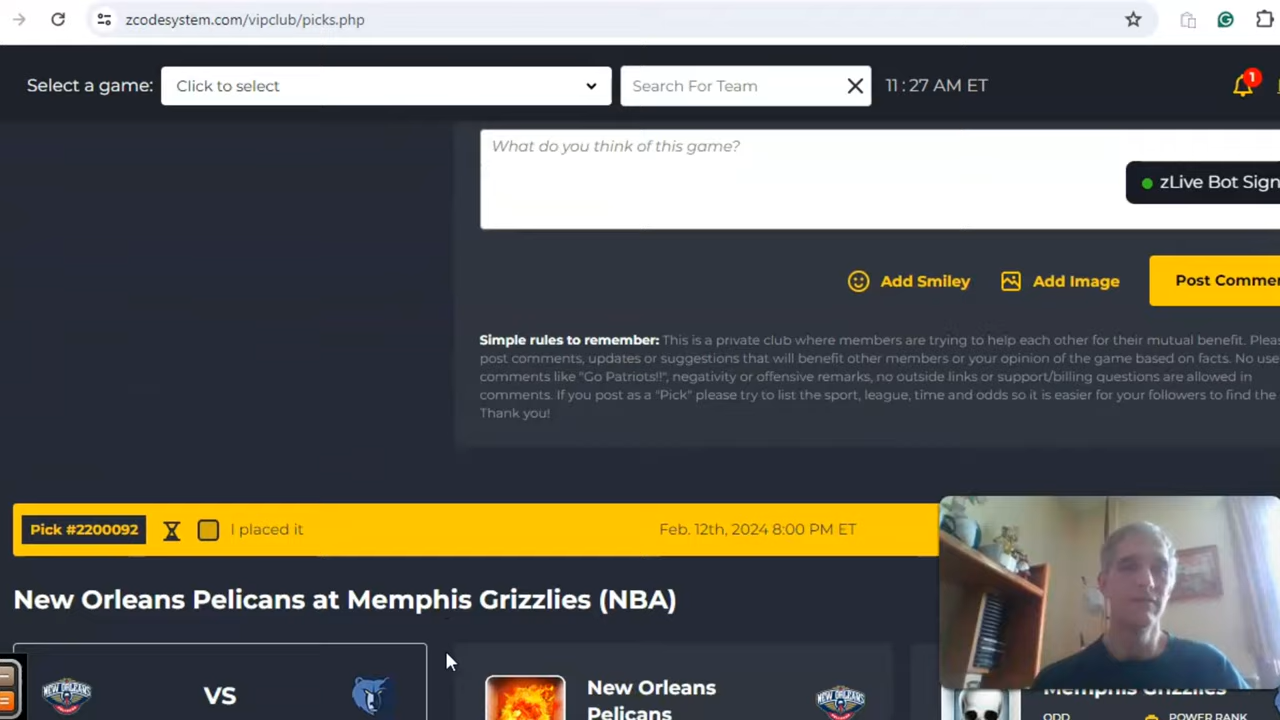 zcodesystem.com/vipclub/picks.php
Select a game: Click to select Search For Team 11:27 AM ET 1
What do you think of this game?
zLive Bot Sign
Add Smiley Add Image Post Commen
Simple rules to remember: This is a private club where members are trying to help each other for their mutual benefit. Plea
post comments, updates or suggestions that will benefit other members or your opinion of the game based on facts. No use
comments like "Go Patriots!!", negativity or offensive remarks, no outside links or support/billing questions are allowed in
comments. If you post as a "Pick" please try to list the sport, league, time and odds so it is easier for your followers to find the
Thank you!
Pick #2200092 I placed it Feb. 12th, 2024 8:00 PM ET
New Orleans Pelicans at Memphis Grizzlies (NBA)
NEW ORLEANS VS New Orleans
Pelicans
Memphis Grizzlies
ODD POWER RANK